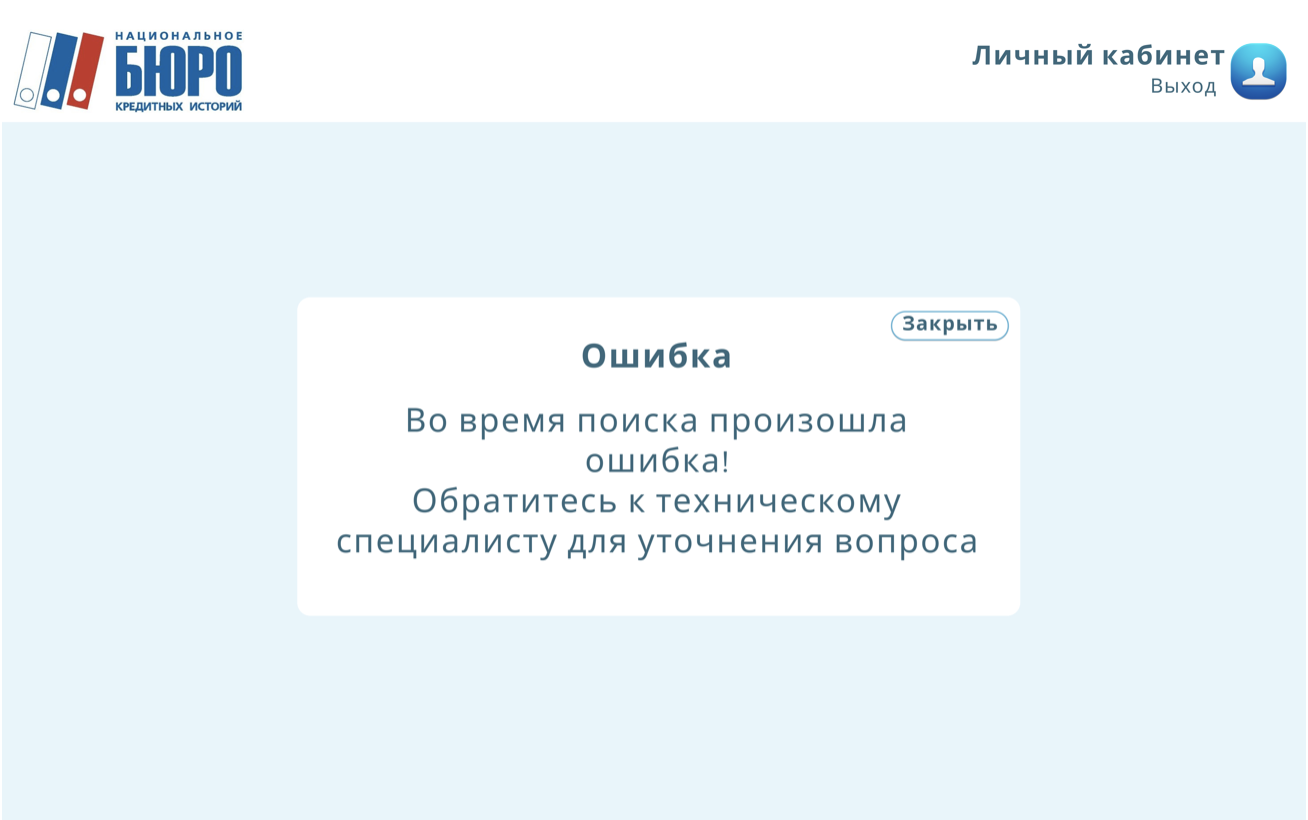 НАЦИОНАЛЬНОЕ
БЮРО
КРЕДИТНЫХ ИСТОРИЙ
Личный кабинет
Выход
Закрыть
Ошибка
Во время поиска произошла
ошибка!
Обратитесь к техническому
специалисту для уточнения вопроса